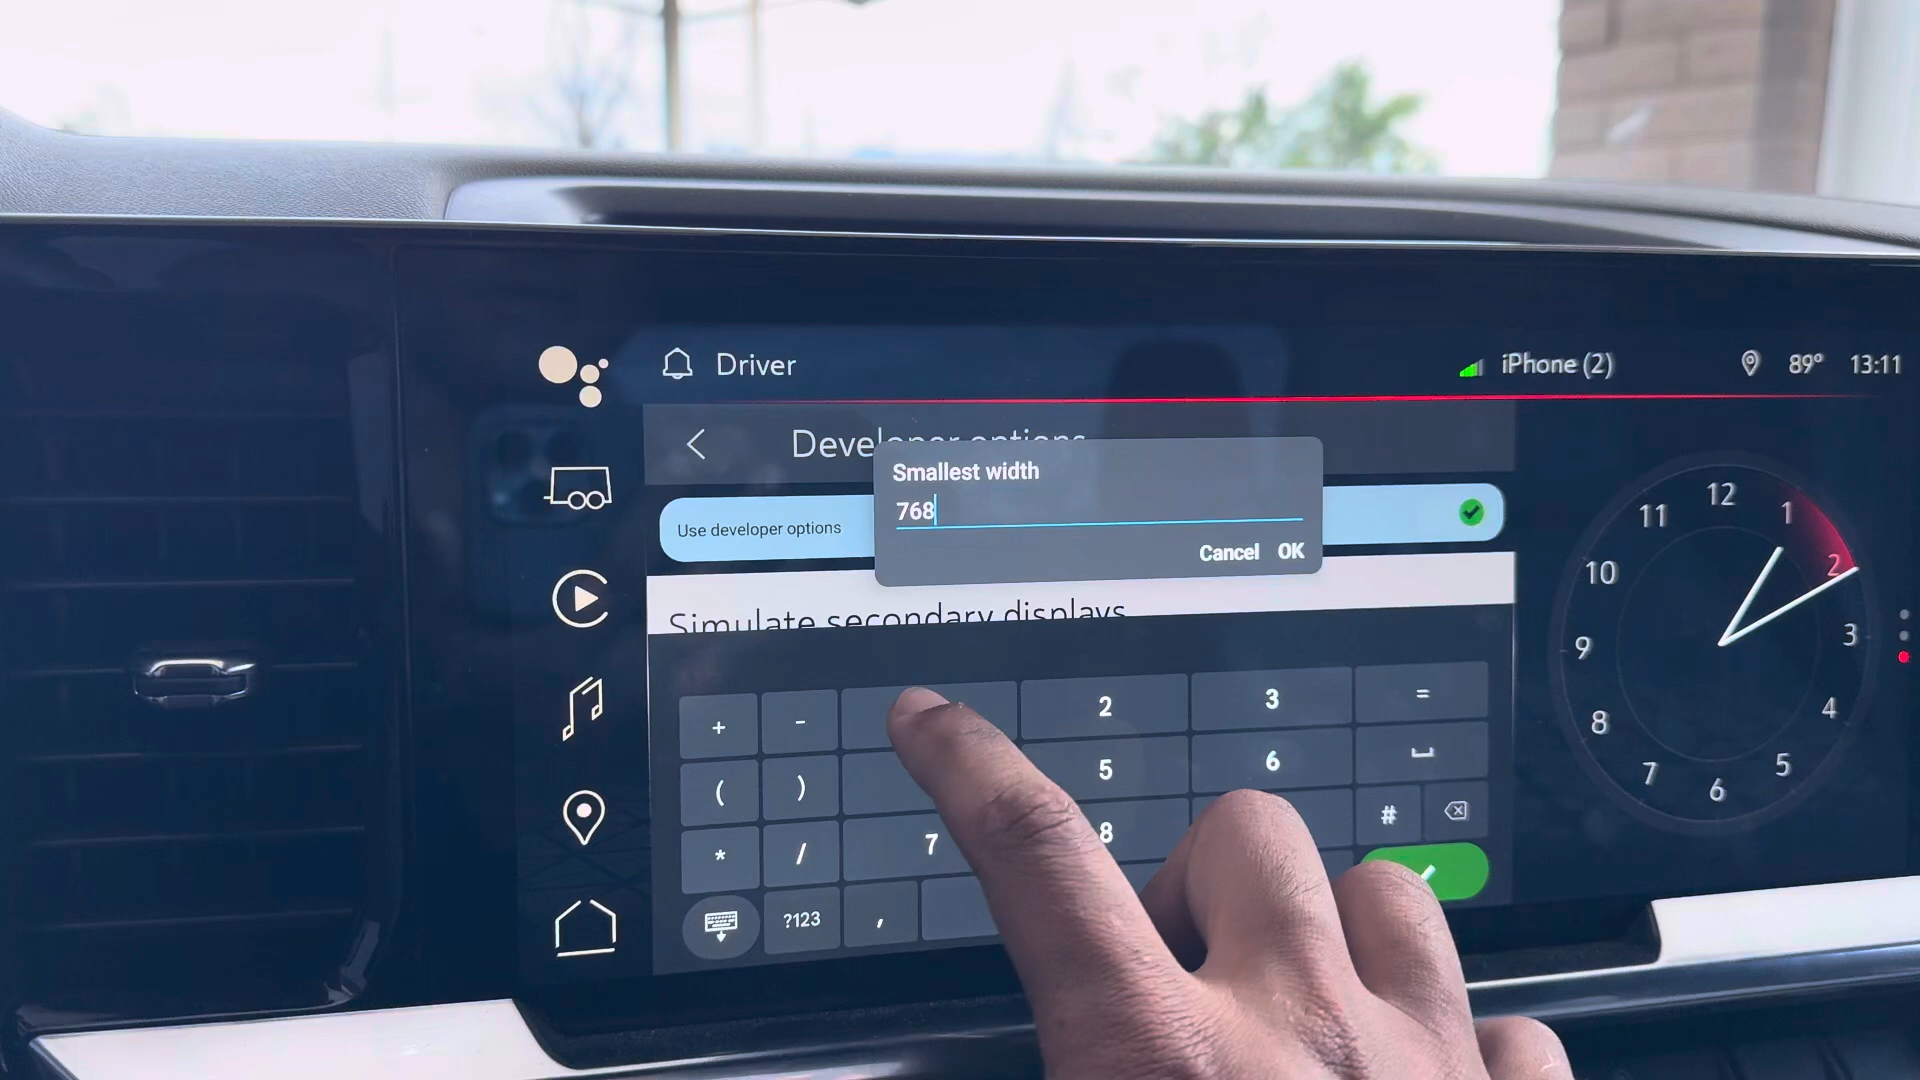 Driver
iPhone (2)
89°
13:11
Developer options
Smallest width
768
Use developer options
Cancel OK
Simulate secondary displays
+ - 2 3 =
( ) 5 6
* / 7 8 #
?123 ,
12
1
2
3
4
5
6
7
8
9
10
11